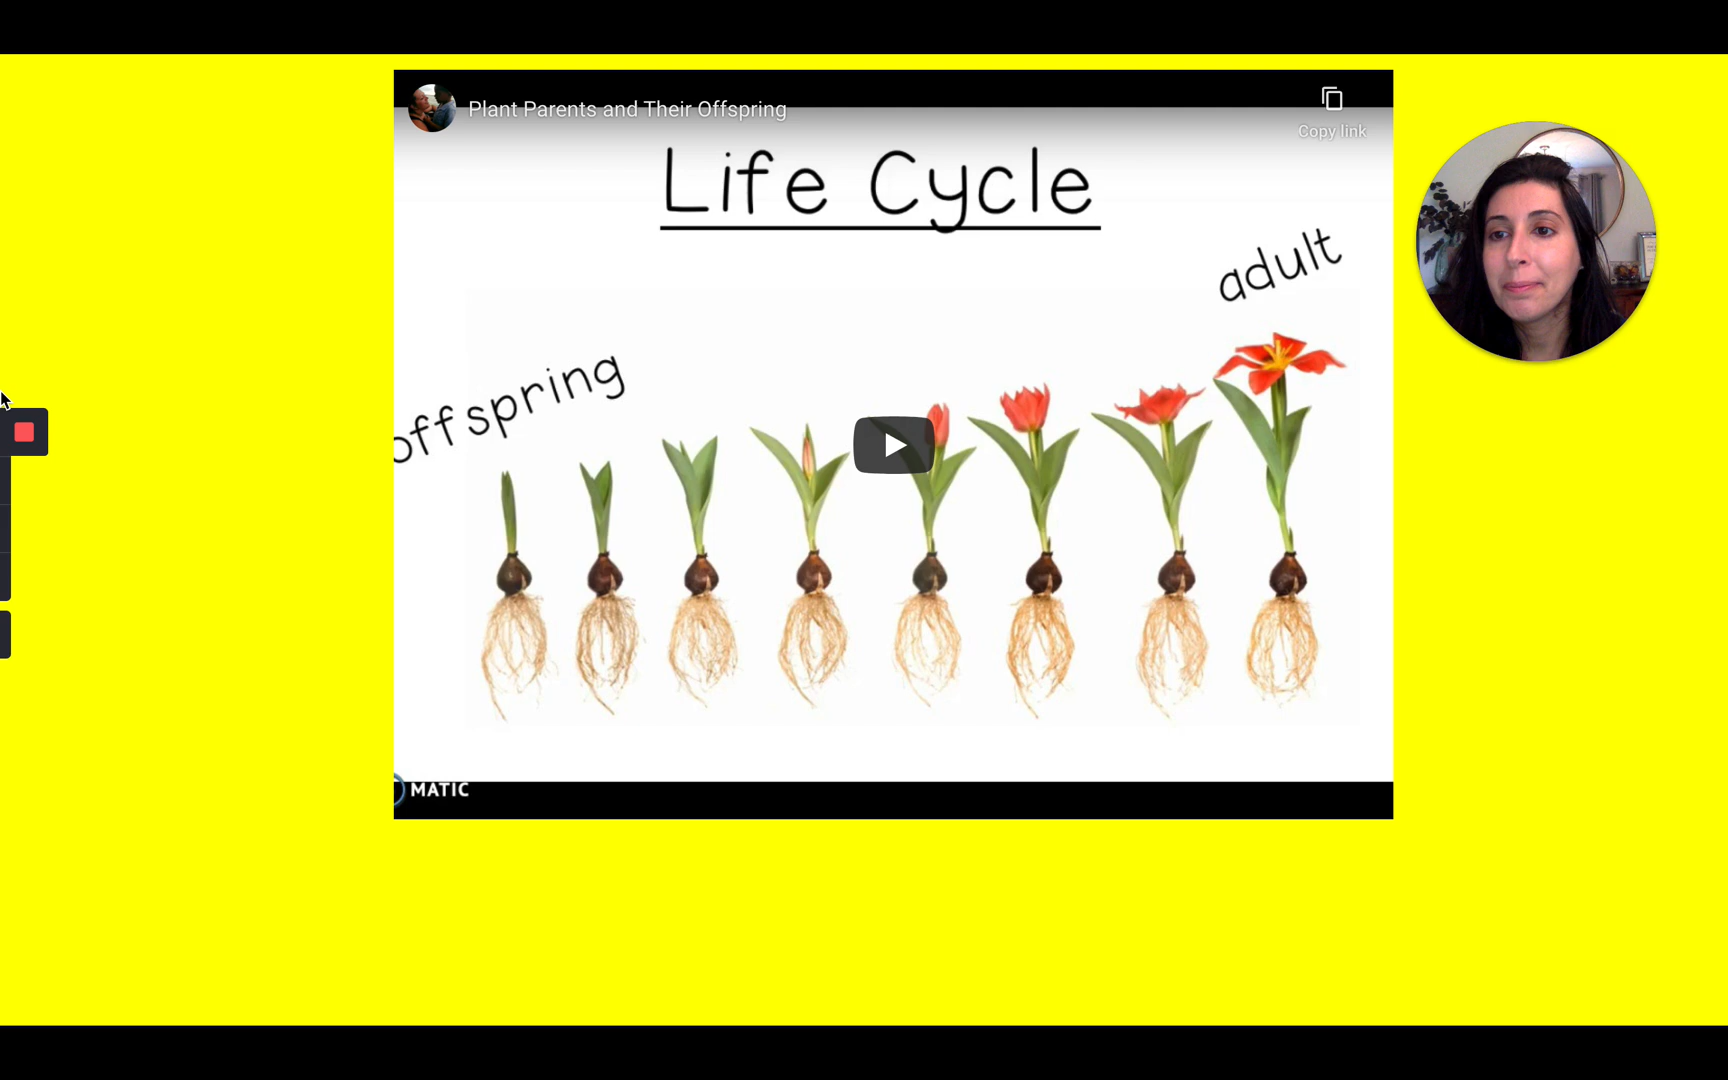 Plant Parents and Their Offspring
Copy link
Life Cycle
adult
offspring
MATIC